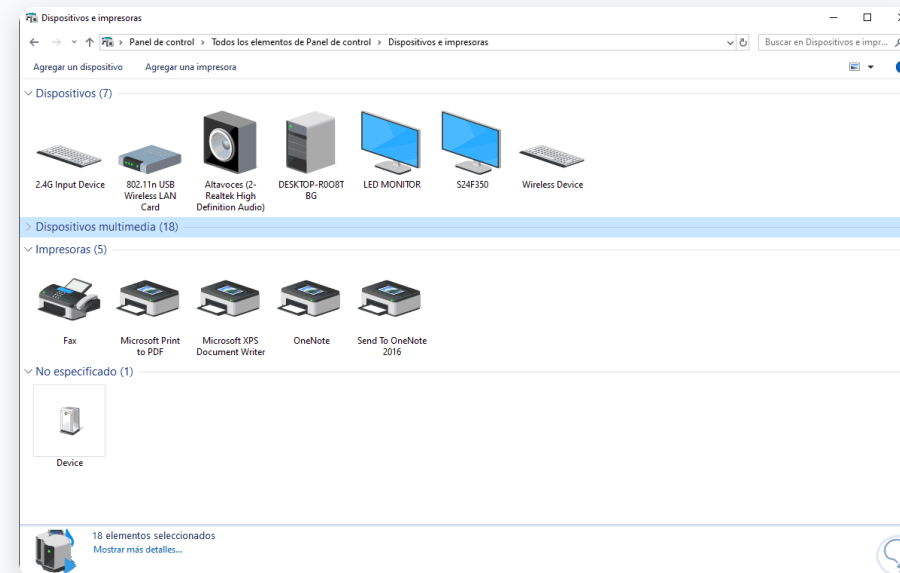 Dispositivos e impresoras
Panel de control > Todos los elementos de Panel de control > Dispositivos e impresoras
Buscar en Dispositivos e impr...
Agregar un dispositivo
Agregar una impresora
Dispositivos (7)
2.4G Input Device
802.11n USB
Wireless LAN
Card
Altavoces (2-
Realtek High
Definition Audio)
DESKTOP-R0O8T
BG
LED MONITOR
S24F350
Wireless Device
Dispositivos multimedia (18)
Impresoras (5)
Fax
Microsoft Print
to PDF
Microsoft XPS
Document Writer
OneNote
Send To OneNote
2016
No especificado (1)
Device
18 elementos seleccionados
Mostrar más detalles...